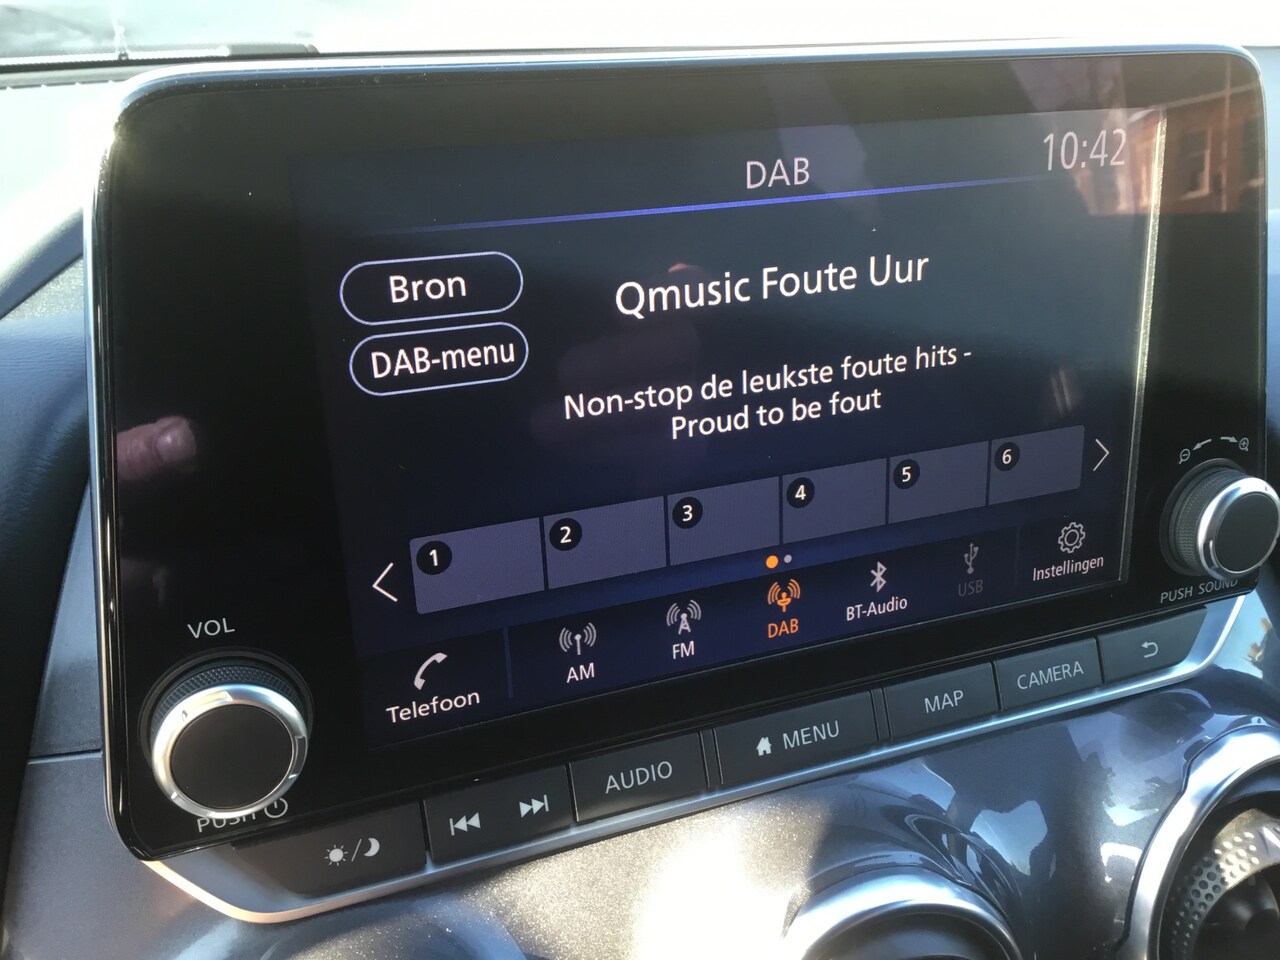 DAB
10:42
Bron
Qmusic Foute Uur
DAB-menu
Non-stop de leukste foute hits -
Proud to be fout
1 2 3 4 5 6
Telefoon
AM
FM
DAB
BT-Audio
USB
Instellingen
VOL
PUSH
PUSH SOUND
AUDIO
MENU
MAP
CAMERA